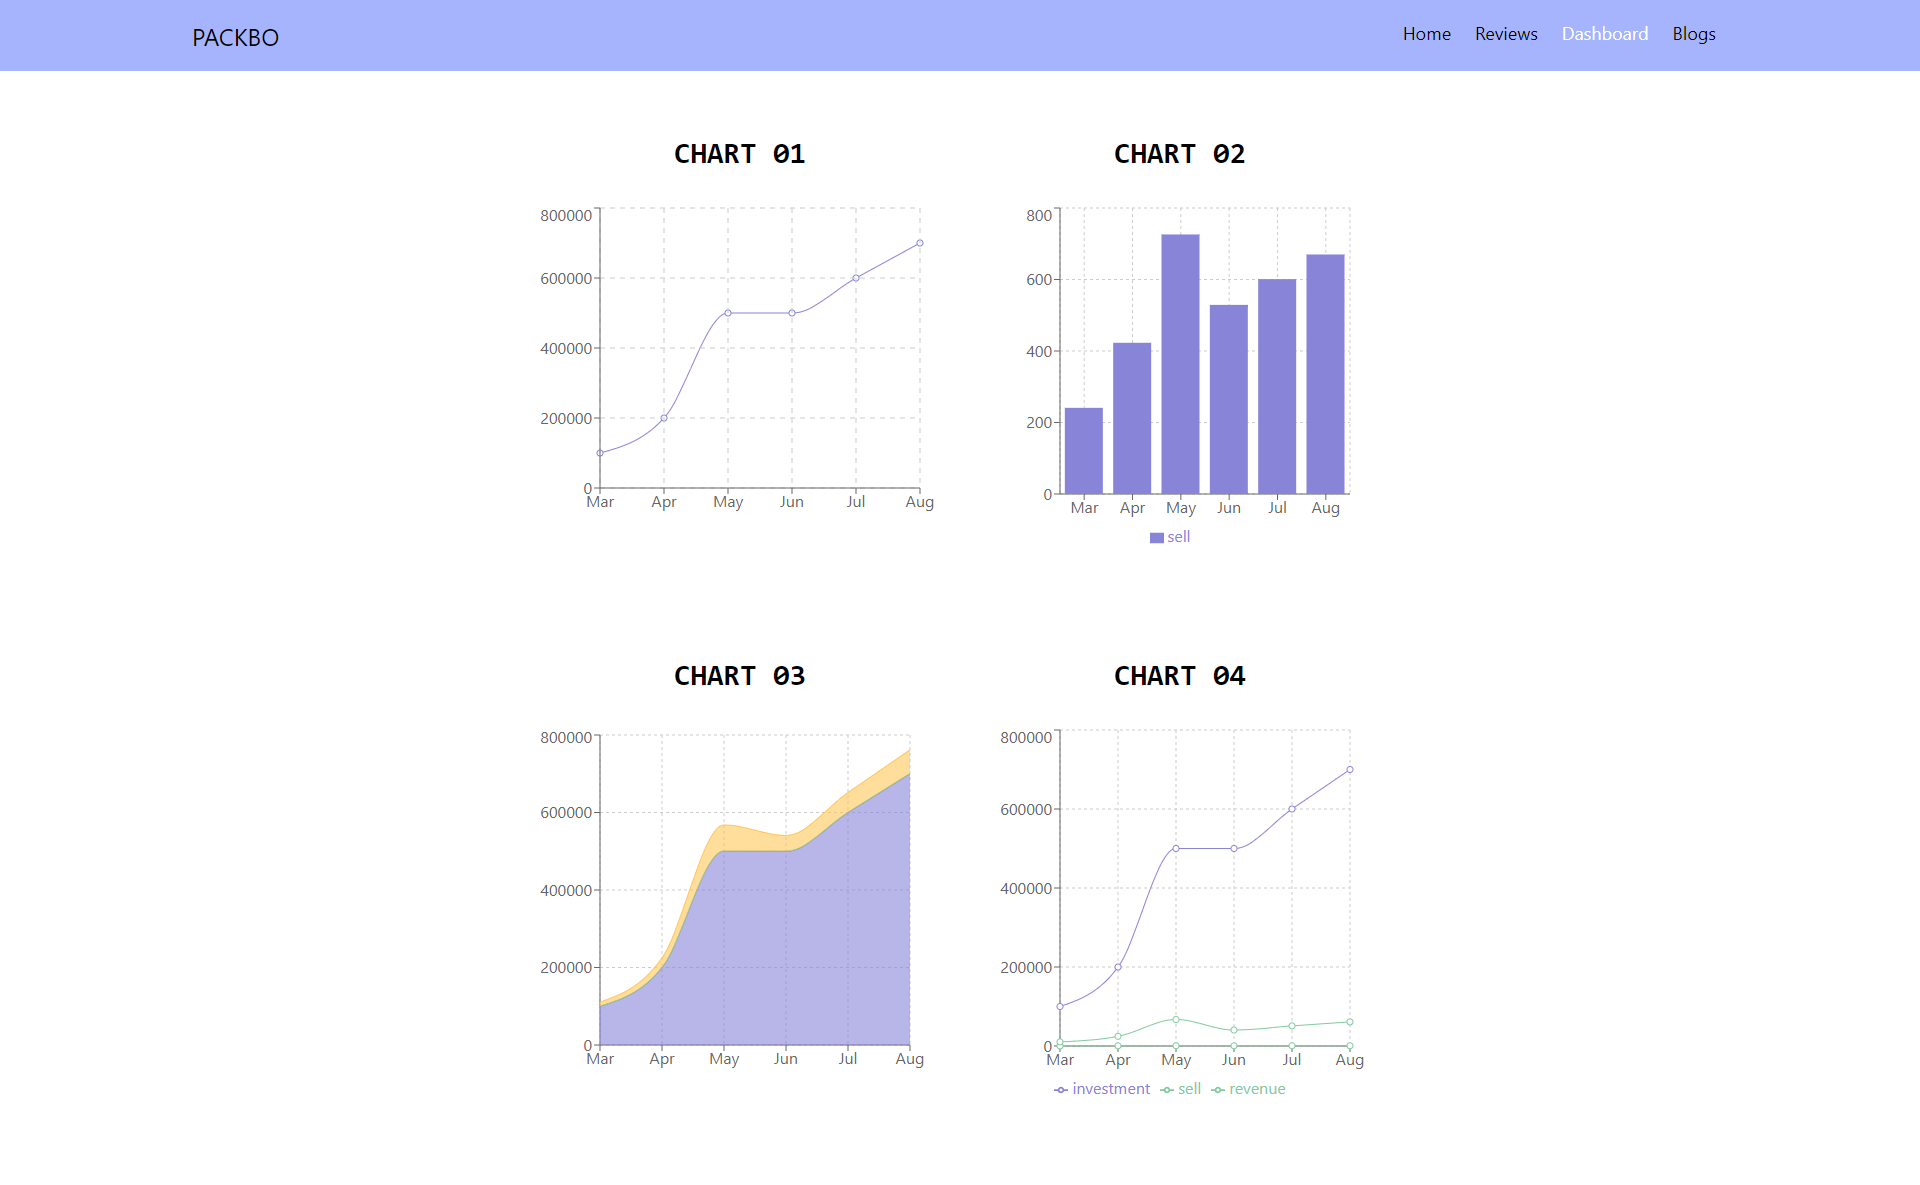 PACKBO
Home Reviews Dashboard Blogs
CHART 01
800000
600000
400000
200000
0
Mar Apr May Jun Jul Aug
CHART 02
800
600
400
200
0
Mar Apr May Jun Jul Aug
sell
CHART 03
800000
600000
400000
200000
0
Mar Apr May Jun Jul Aug
CHART 04
800000
600000
400000
200000
0
Mar Apr May Jun Jul Aug
investment sell revenue